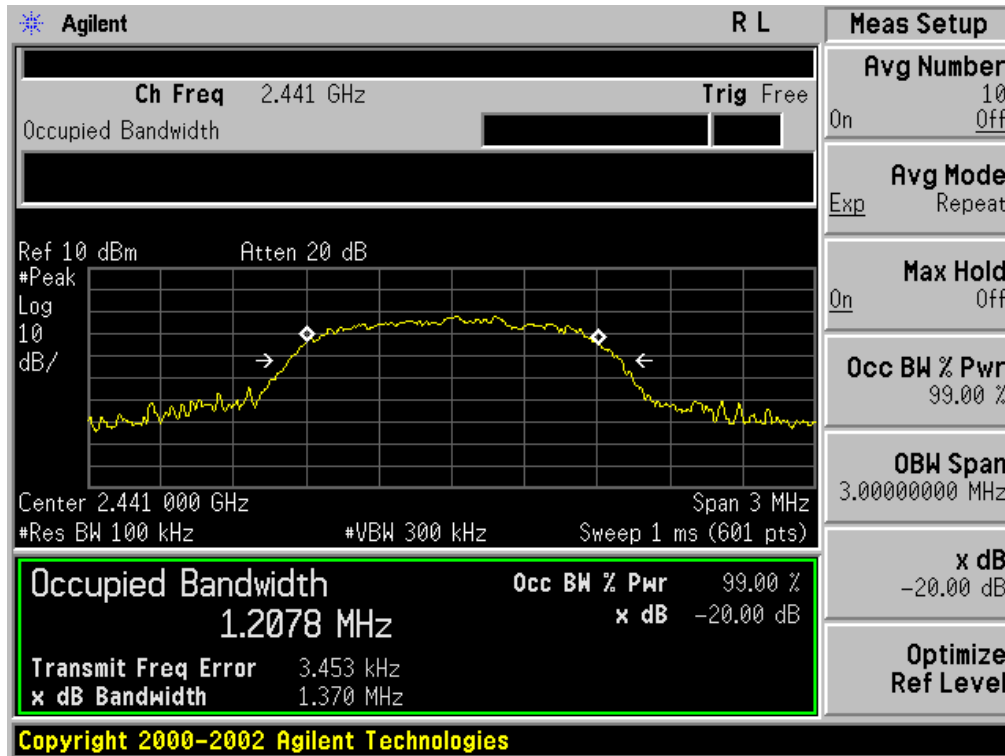 Agilent R L
Ch Freq 2.441 GHz Trig Free
Occupied Bandwidth
Ref 10 dBm Atten 20 dB
#Peak
Log
10
dB/
Center 2.441 000 GHz Span 3 MHz
#Res BW 100 kHz #VBW 300 kHz Sweep 1 ms (601 pts)
Occupied Bandwidth
1.2078 MHz
Occ BW % Pwr 99.00 %
x dB -20.00 dB
Transmit Freq Error 3.453 kHz
x dB Bandwidth 1.370 MHz
Copyright 2000-2002 Agilent Technologies
Meas Setup
Avg Number
10
On Off
Avg Mode
Exp Repeat
Max Hold
On Off
Occ BW % Pwr
99.00 %
OBW Span
3.00000000 MHz
x dB
-20.00 dB
Optimize
Ref Level